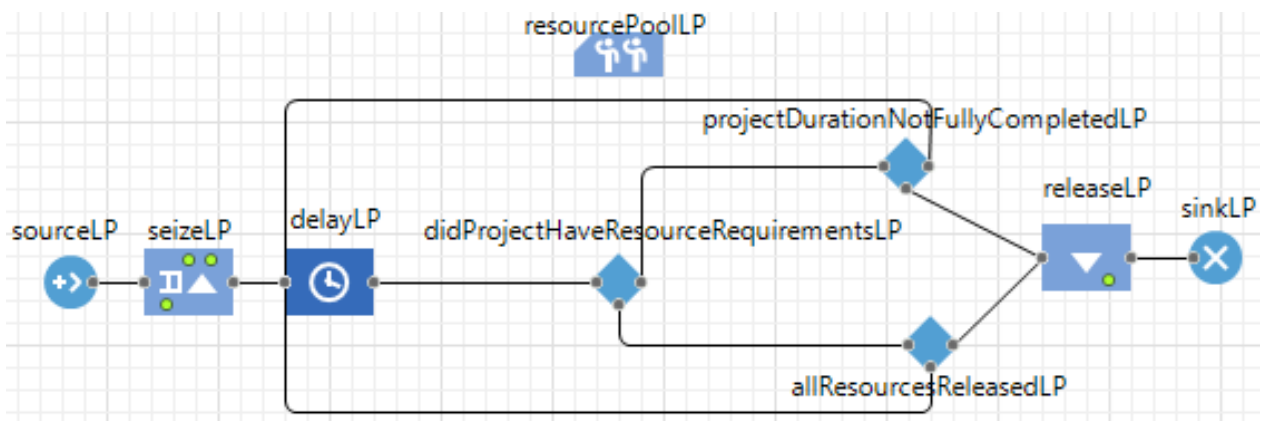 resourcePoolLP
projectDurationNotFullyCompletedLP
releaseLP
sinkLP
sourceLP
seizeLP
delayLP
didProjectHaveResourceRequirementsLP
allResourcesReleasedLP